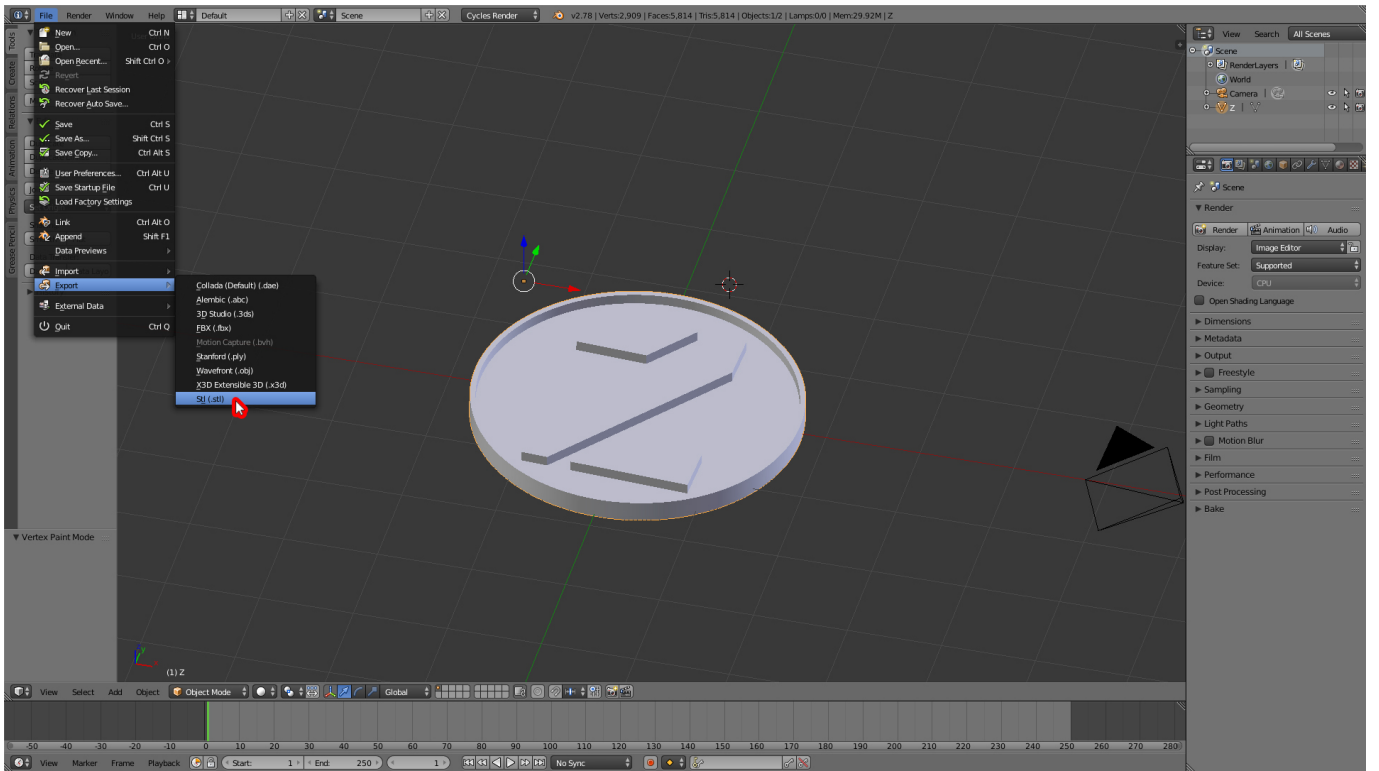 File Render Window Help Default Scene Cycles Render v2.78 | Verts:2,909 | Faces:5,814 | Tris:5,814 | Objects:1/2 | Lamps:0/0 | Mem:29.92M | Z
New Ctrl N
Open... Ctrl O
Open Recent... Shift Ctrl O
Revert
Recover Last Session
Recover Auto Save...
Save Ctrl S
Save As... Shift Ctrl S
Save Copy... Ctrl Alt S
User Preferences... Ctrl Alt U
Save Startup File Ctrl U
Load Factory Settings
Link Ctrl Alt O
Append Shift F1
Data Previews
Import
Export
External Data
Quit Ctrl Q
Collada (Default) (.dae)
Alembic (.abc)
3D Studio (.3ds)
FBX (.fbx)
Motion Capture (.bvh)
Stanford (.ply)
Wavefront (.obj)
X3D Extensible 3D (.x3d)
Stl (.stl)
Tools
Create
Relations
Animation
Physics
Grease Pencil
Vertex Paint Mode
(1) Z
View Search All Scenes
Scene
RenderLayers
World
Camera
Z
Scene
Render
Render Animation Audio
Display: Image Editor
Feature Set: Supported
Device: CPU
Open Shading Language
Dimensions
Metadata
Output
Freestyle
Sampling
Geometry
Light Paths
Motion Blur
Film
Performance
Post Processing
Bake
View Select Add Object Object Mode Global
-50 -40 -30 -20 -10 0 10 20 30 40 50 60 70 80 90 100 110 120 130 140 150 160 170 180 190 200 210 220 230 240 250 260 270 280
View Marker Frame Playback Start: 1 End: 250 1 No Sync